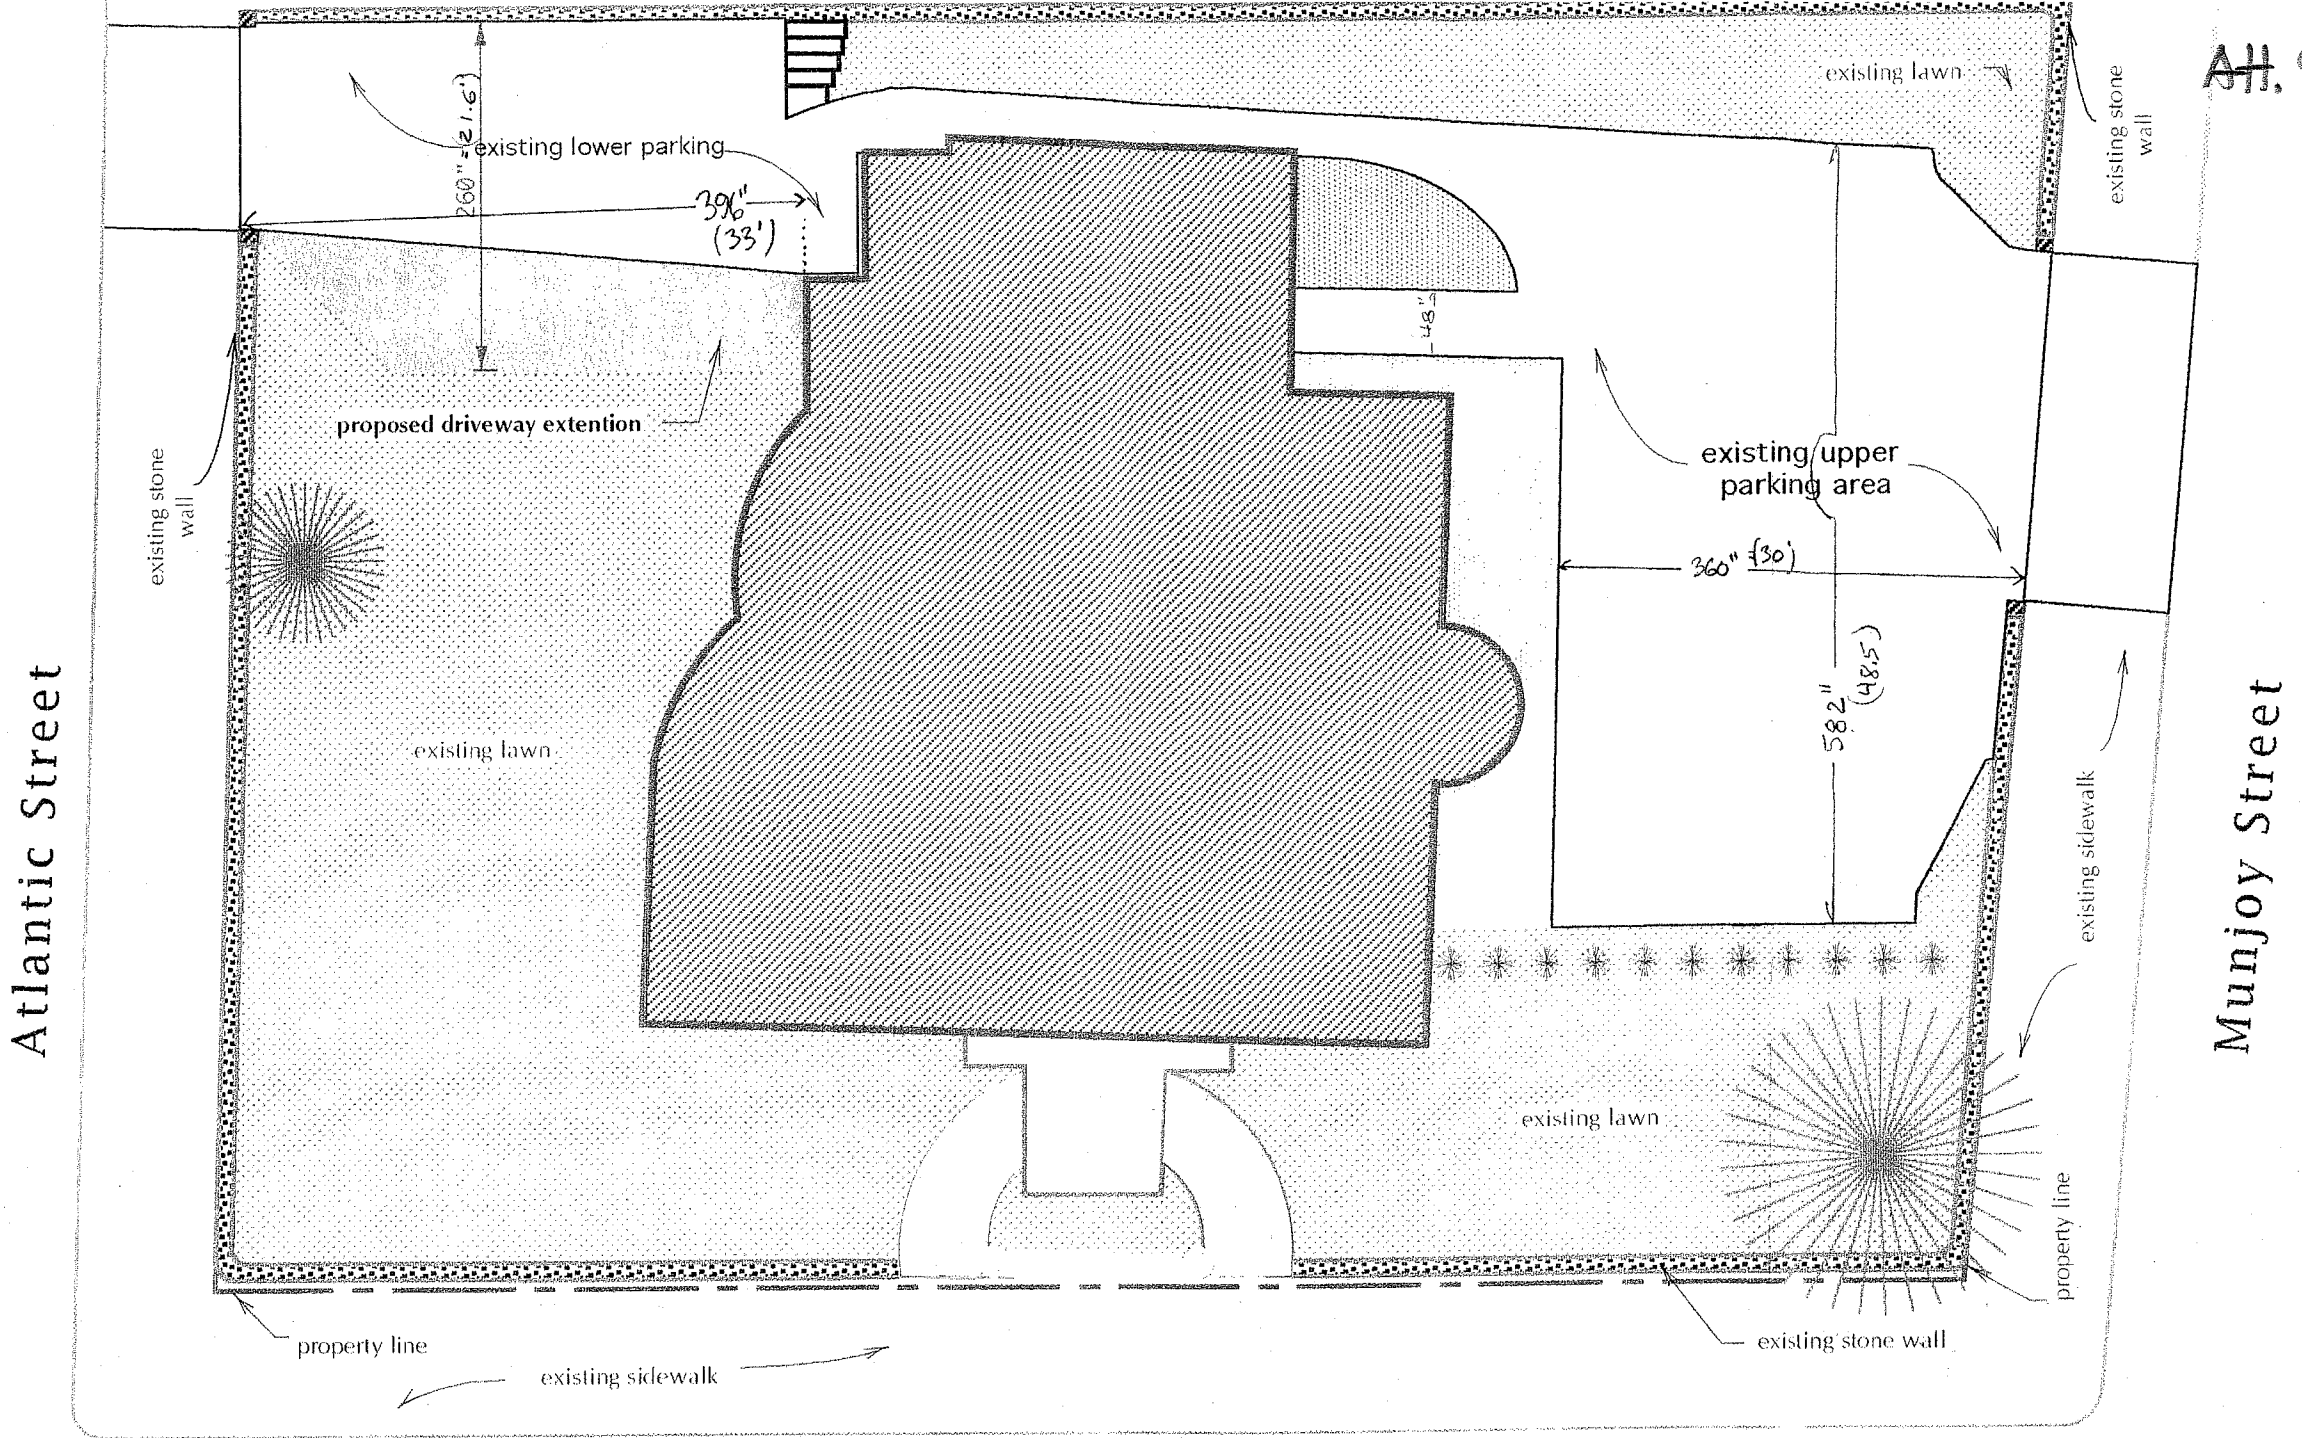 existing lawn
Att.
existing stone
wall
260" = 21.6')
existing lower parking
396"
(33')
48"
proposed driveway extention
existing upper
parking area
360" (30')
existing stone
wall
582"
(48.5)
existing lawn
Atlantic Street
Munjoy Street
existing sidewalk
existing lawn
property line
property line
existing stone wall
existing sidewalk